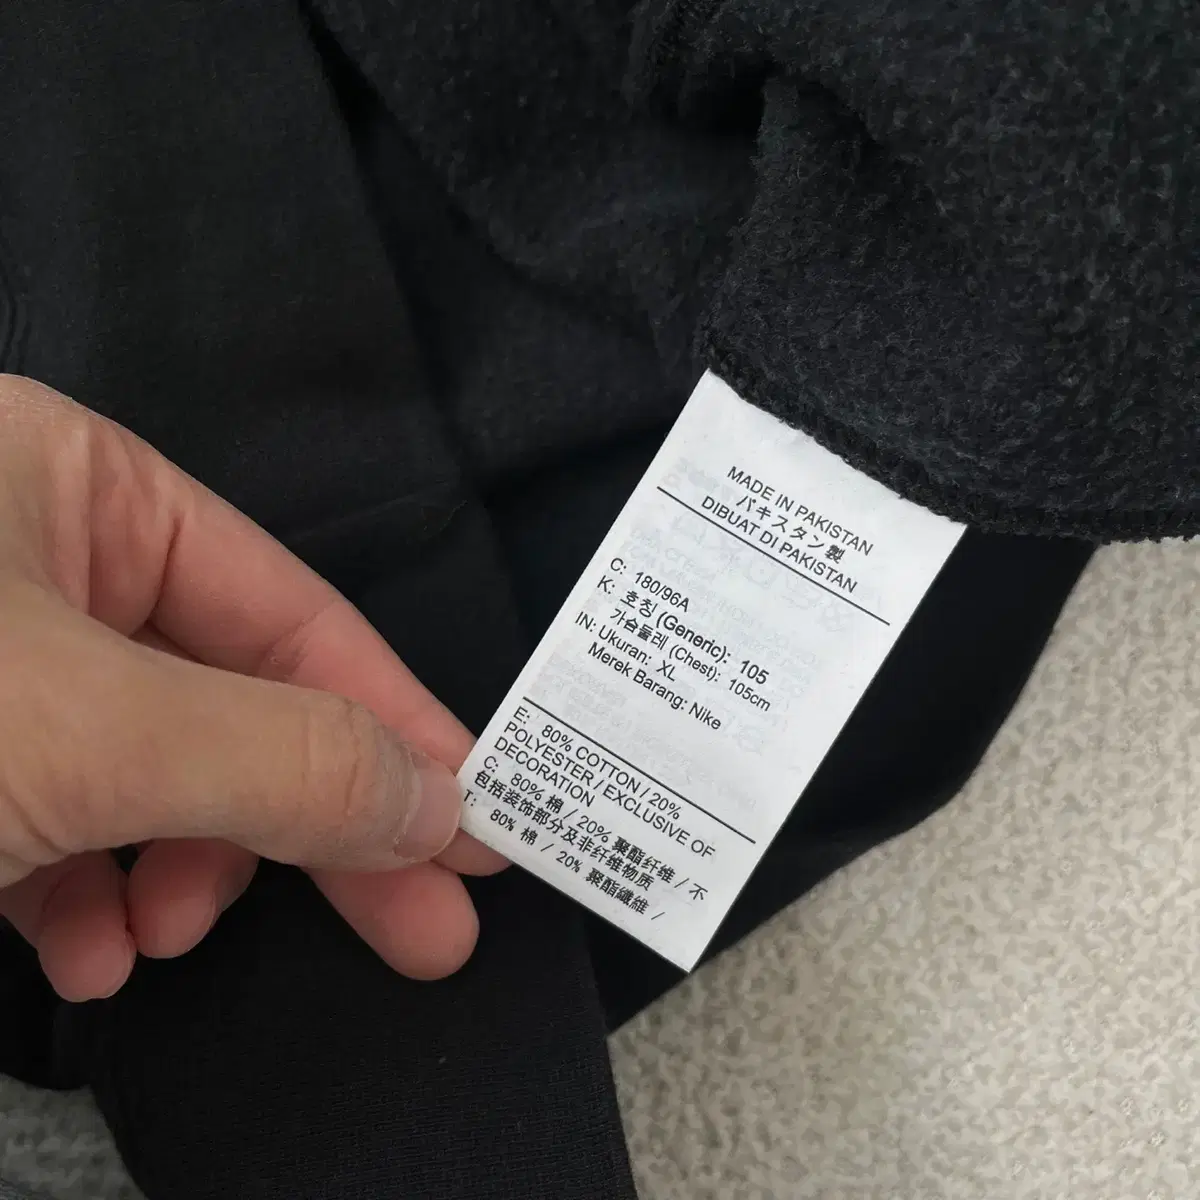 MADE IN PAKISTAN
パキスタン製
DIBUAT DI PAKISTAN
C: 180/96A
K: 호칭 (Generic): 105
가슴둘레 (Chest): 105cm
IN: Ukuran: XL
Merek Barang: Nike
E: 80% COTTON / 20%
POLYESTER / EXCLUSIVE OF
DECORATION
C: 80% 棉 / 20% 聚酯纤维 / 不
包括装饰部分及非纤维物质
T: 80% 棉 / 20% 聚酯纖維 /